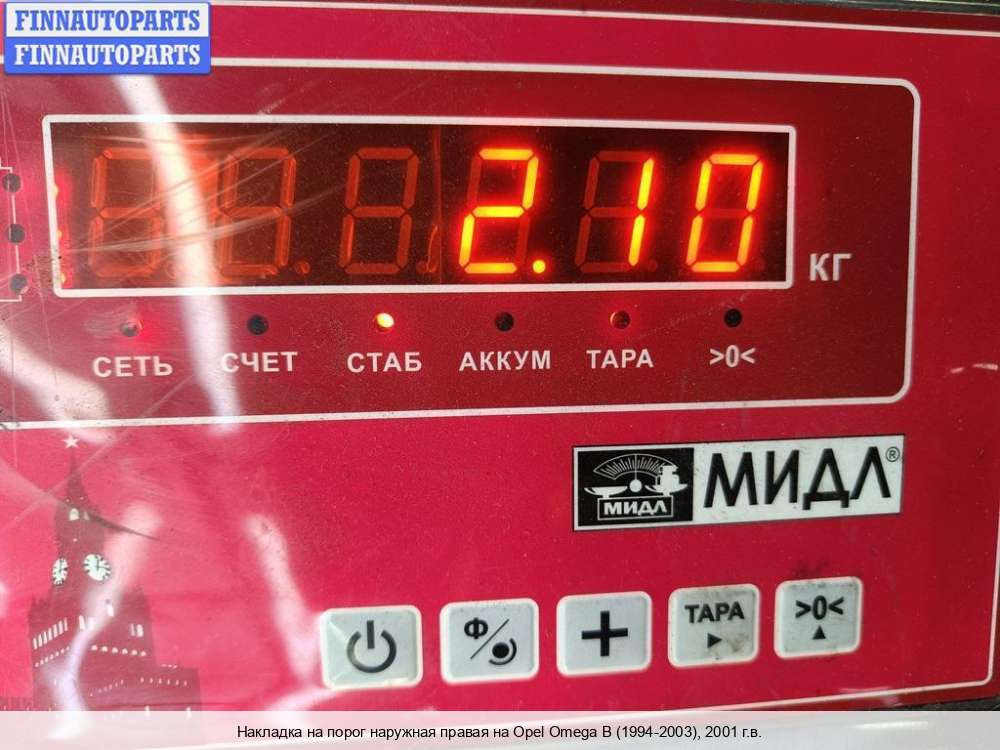 FINNAUTOPARTS
FINNAUTOPARTS
2.10
КГ
СЕТЬ СЧЕТ СТАБ АККУМ ТАРА >0<
МИДЛ МИДЛ®
Ф ТАРА >0<
Накладка на порог наружная правая на Opel Omega B (1994-2003), 2001 г.в.